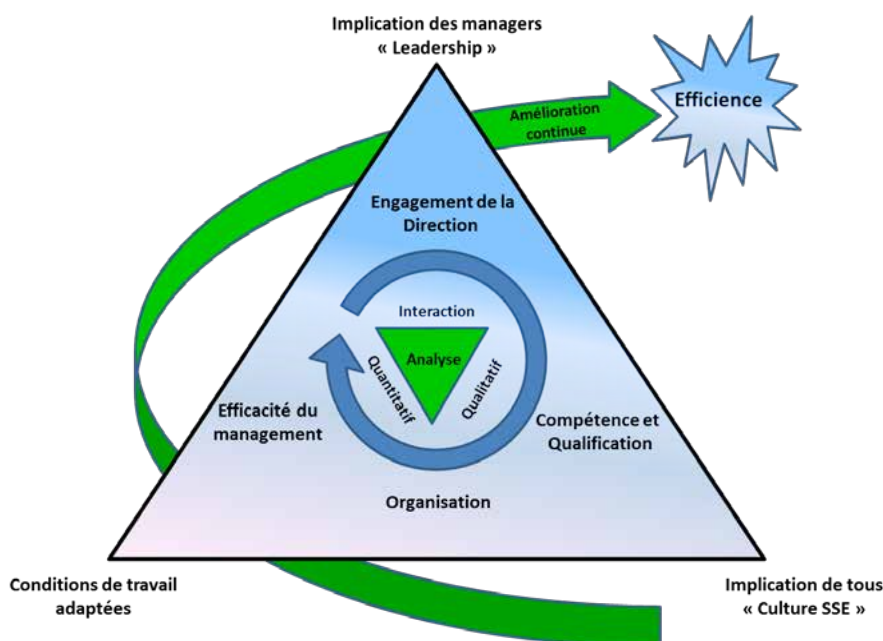 Implication des managers
« Leadership »
Efficience
Amélioration
continue
Engagement de la
Direction
Interaction
Analyse
Quantitatif
Qualitatif
Efficacité du
management
Compétence et
Qualification
Organisation
Conditions de travail
adaptées
Implication de tous
« Culture SSE »